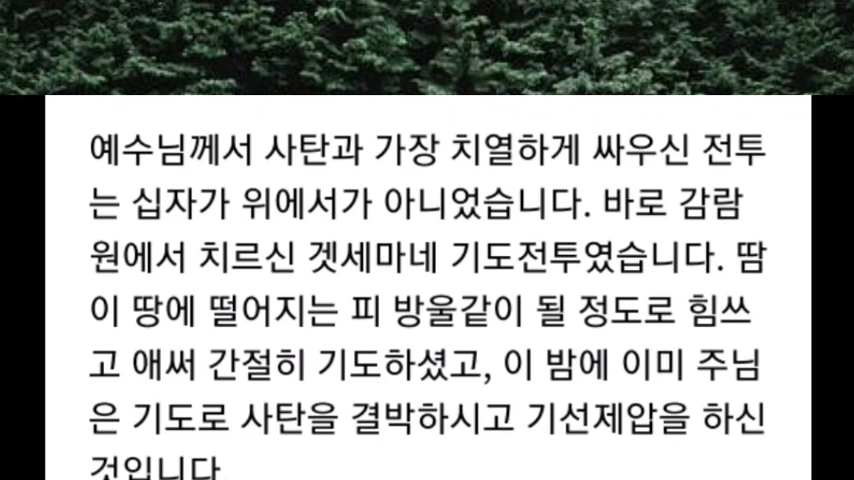 예수님께서 사탄과 가장 치열하게 싸우신 전투
는 십자가 위에서가 아니었습니다. 바로 감람
원에서 치르신 겟세마네 기도전투였습니다. 땀
이 땅에 떨어지는 피 방울같이 될 정도로 힘쓰
고 애써 간절히 기도하셨고, 이 밤에 이미 주님
은 기도로 사탄을 결박하시고 기선제압을 하신
것입니다.